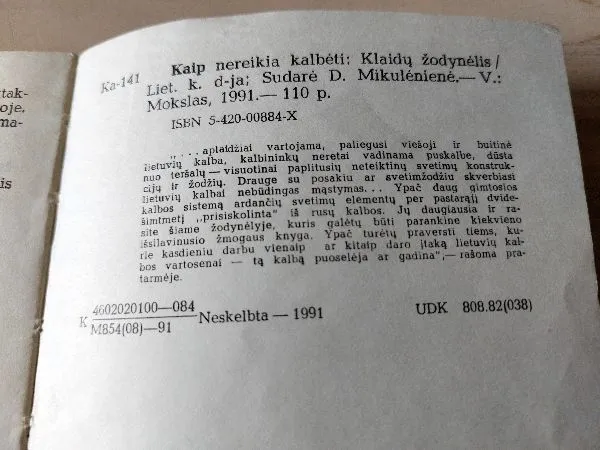 ttak-
oje.
ma-
is
Ka-141
Kaip nereikia kalbėti: Klaidų žodynėlis /
Liet. k. d-ja; Sudarė D. Mikulėnienė.— V.:
Mokslas, 1991.— 110 p.
ISBN 5-420-00884-X
„. . . aplaidžiai vartojama, paliegusi viešoji ir buitinė
lietuvių kalba, kalbininkų neretai vadinama puskalbe, dūsta
nuo teršalų — visuotinai paplitusių neteiktinų svetimų konstruk-
cijų ir žodžių. Drauge su posakiu ar svetimžodžiu skverbiasi
lietuvių kalbai nebūdingas mąstymas. . . Ypač daug gimtosios
kalbos sistemą ardančių svetimų elementų per pastarąjį dvide-
šimtmetį „prisiskolinta" iš rusų kalbos. Jų daugiausia ir ra-
site šiame žodynėlyje, kuris galėtų būti parankine kiekvieno
išsilavinusio žmogaus knyga. Ypač turėtų praversti tiems, ku-
rie kasdieniu darbu vienaip ar kitaip daro įtaką lietuvių kal-
bos vartosenai — tą kalbą puoselėja ar gadina",— rašoma pra-
tarmėje.
K 4602020100—084
M854(08)—91
Neskelbta — 1991
UDK 808.82(038)